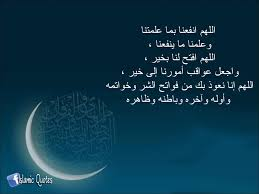 اللهم انفعنا بما علمتنا
وعلمنا ما ينفعنا ،
اللهم افتح لنا بخير ،
واجعل عواقب أمورنا إلى خير ،
اللهم إنا نعوذ بك من فواتح الشر وخواتمه
وأوله وآخره وباطنه وظاهره
Islamic Quotes